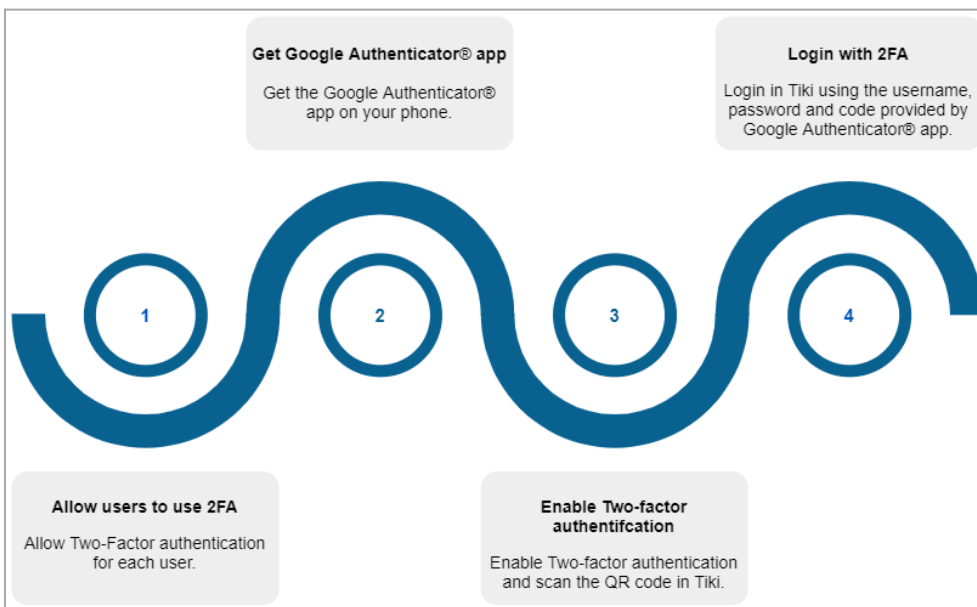 Get Google Authenticator® app
Get the Google Authenticator®
app on your phone.
Login with 2FA
Login in Tiki using the username,
password and code provided by
Google Authenticator® app.
1
2
3
4
Allow users to use 2FA
Allow Two-Factor authentication
for each user.
Enable Two-factor
authentifcation
Enable Two-factor authentication
and scan the QR code in Tiki.